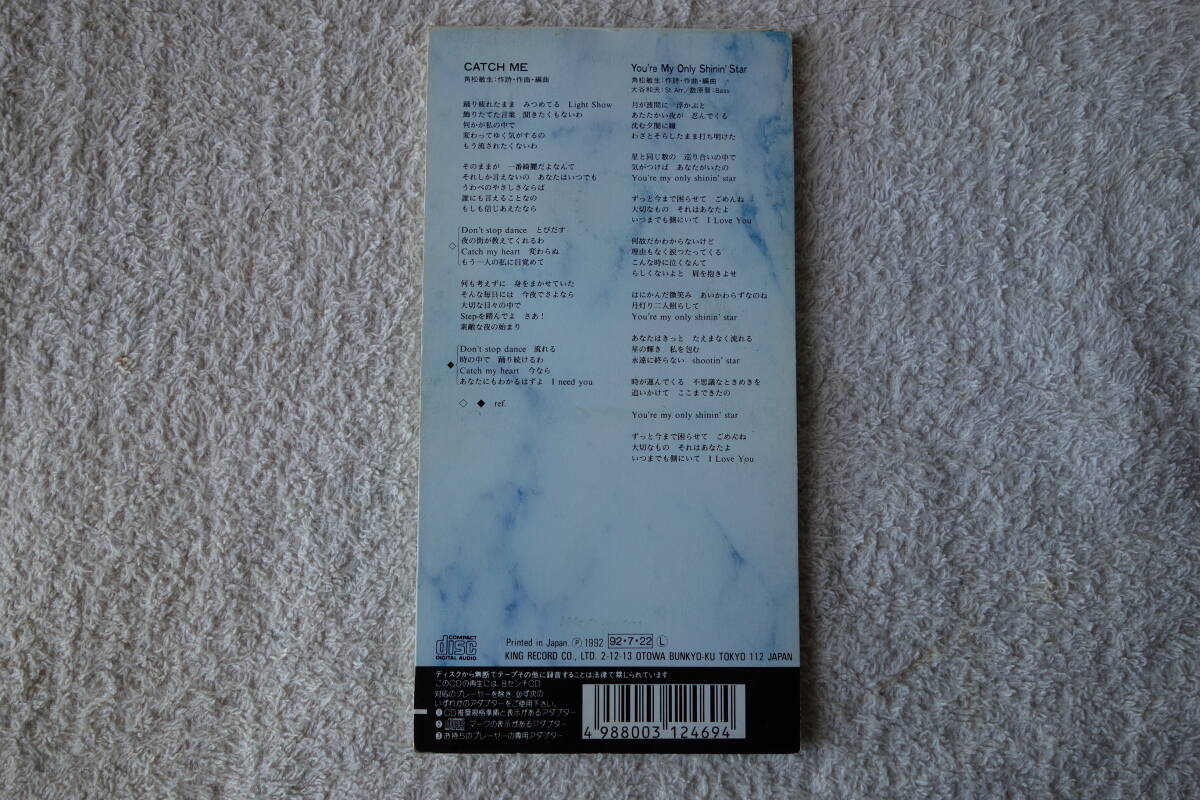 CATCH ME
角松敏生:作詩・作曲・編曲
踊り疲れたまま みつめてる Light Show
飾りたてた言葉 聞きたくもないわ
何かが私の中で
変わってゆく気がするの
もう流されたくないわ
そのままが 一番綺麗だよなんて
それしか言えないの あなたはいつでも
うわべのやさしさならば
誰にも言えることなの
もしも信じあえたなら
◇
Don't stop dance とびだす
夜の街が教えてくれるわ
Catch my heart 変わらぬ
もう一人の私に目覚めて
何も考えずに 身をまかせていた
そんな毎日には 今夜でさよなら
大切な日々の中で
Stepを踏んでよ さあ!
素敵な夜の始まり
◆
Don't stop dance 流れる
時の中で 踊り続けるわ
Catch my heart 今なら
あなたにもわかるはずよ I need you
◇ ◆ ref.
You're My Only Shinin' Star
角松敏生:作詩・作曲・編曲
大谷和夫:St.Arr./数原晋:Bass
月が波間に 浮かぶと
あたたかい夜が 忍んでくる
沈む夕闇に瞳
わざとそらしたまま打ち明けた
星と同じ数の 巡り合いの中で
気がつけば あなたがいたの
You're my only shinin' star
ずっと今まで困らせて ごめんね
大切なもの それはあなたよ
いつまでも側にいて I Love You
何故だかわからないけど
理由もなく涙つたってくる
こんな時に泣くなんて
らしくないよと 肩を抱きよせ
はにかんだ微笑み あいかわらずなのね
月灯り二人照らして
You're my only shinin' star
あなたはきっと たえまなく流れる
星の輝き 私を包む
永遠に終らない shootin' star
時が運んでくる 不思議なときめきを
追いかけて ここまできたの
You're my only shinin' star
ずっと今まで困らせて ごめんね
大切なもの それはあなたよ
いつまでも側にいて I Love You
COMPACT disc DIGITAL AUDIO
Printed in Japan. Ⓟ 1992 92・7・22 Ⓛ
KING RECORD CO., LTD. 2-12-13 OTOWA BUNKYO-KU TOKYO 112 JAPAN
ディスクから無断でテープその他に録音することは法律で禁じられています。
このCDの再生には、8センチCD
対応のプレーヤーを除き、必ず次の
いずれかのアダプターをご使用下さい。
❶CD被髪規格準拠と表示があるアダプター
❷ マークの表示があるアダプター
❸お持ちのプレーヤーの専用アダプター
4 988003 124694